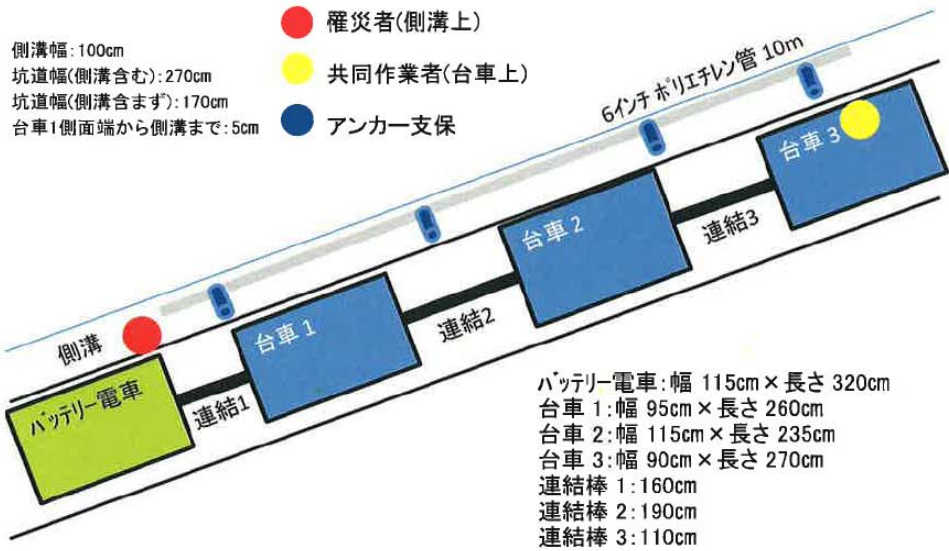 側溝幅:100cm
坑道幅(側溝含む):270cm
坑道幅(側溝含まず):170cm
台車1側面端から側溝まで:5cm
罹災者(側溝上)
共同作業者(台車上)
アンカー支保
6インチ ポリエチレン管 10m
台車 3
連結3
台車 2
連結2
台車 1
連結1
側溝
バッテリー電車
バッテリー電車:幅 115cm×長さ 320cm
台車 1:幅 95cm×長さ 260cm
台車 2:幅 115cm×長さ 235cm
台車 3:幅 90cm×長さ 270cm
連結棒 1:160cm
連結棒 2:190cm
連結棒 3:110cm